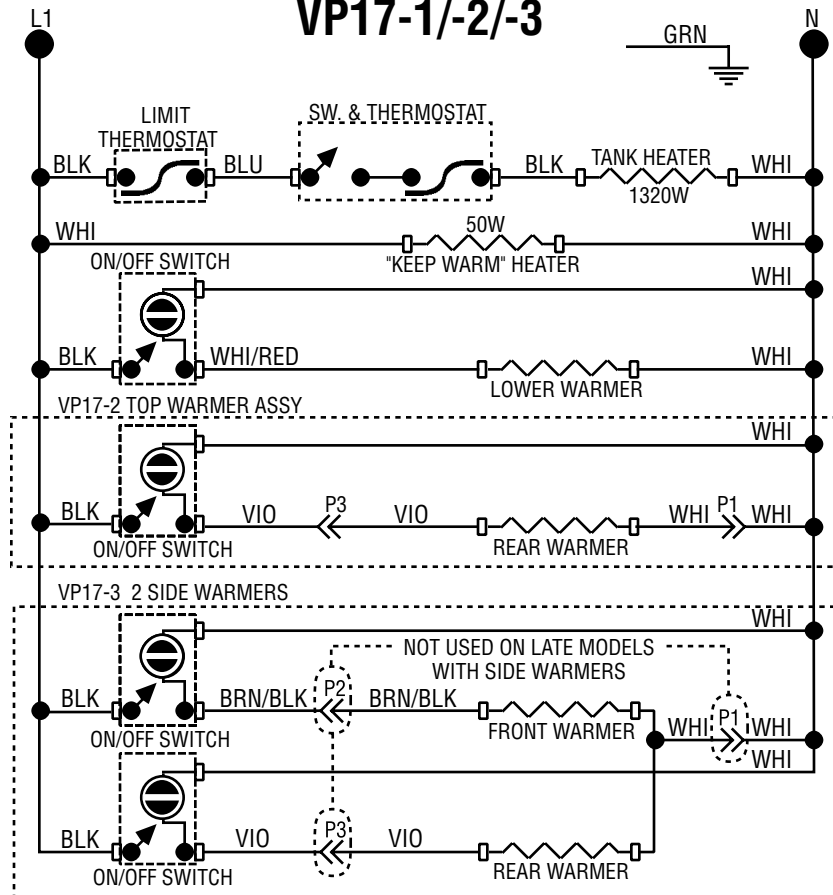 VP17-1/-2/-3
L1
N
GRN
LIMIT
THERMOSTAT
SW. & THERMOSTAT
BLK
BLU
BLK
TANK HEATER
1320W
WHI
WHI
50W
"KEEP WARM" HEATER
WHI
ON/OFF SWITCH
WHI
BLK
WHI/RED
LOWER WARMER
WHI
VP17-2 TOP WARMER ASSY
WHI
BLK
VIO
P3
VIO
WHI
P1
WHI
ON/OFF SWITCH
REAR WARMER
VP17-3 2 SIDE WARMERS
WHI
NOT USED ON LATE MODELS
WITH SIDE WARMERS
BLK
BRN/BLK
P2
BRN/BLK
FRONT WARMER
WHI
P1
WHI
ON/OFF SWITCH
WHI
BLK
VIO
P3
VIO
REAR WARMER
ON/OFF SWITCH